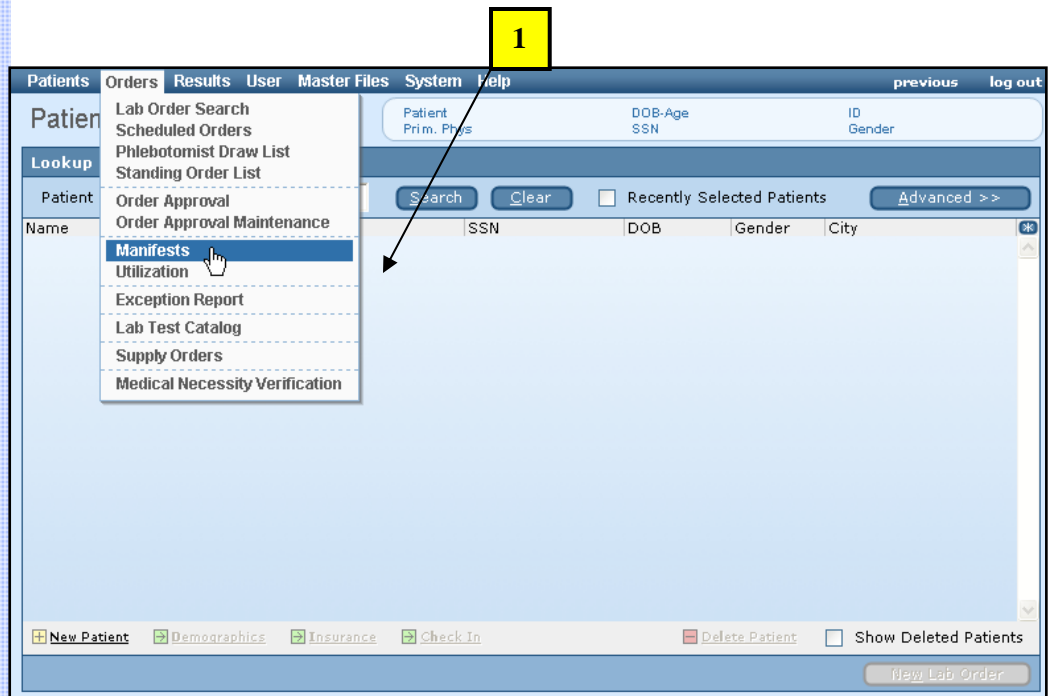 1
Patients Orders Results User Master Files System Help previous log out
Patien
Patient DOB-Age ID
Prim. Phys SSN Gender
Lab Order Search
Scheduled Orders
Phlebotomist Draw List
Standing Order List
Order Approval
Order Approval Maintenance
Manifests
Utilization
Exception Report
Lab Test Catalog
Supply Orders
Medical Necessity Verification
Lookup
Patient Search Clear Recently Selected Patients Advanced >>
Name SSN DOB Gender City
New Patient Demographics Insurance Check In Delete Patient Show Deleted Patients
New Lab Order